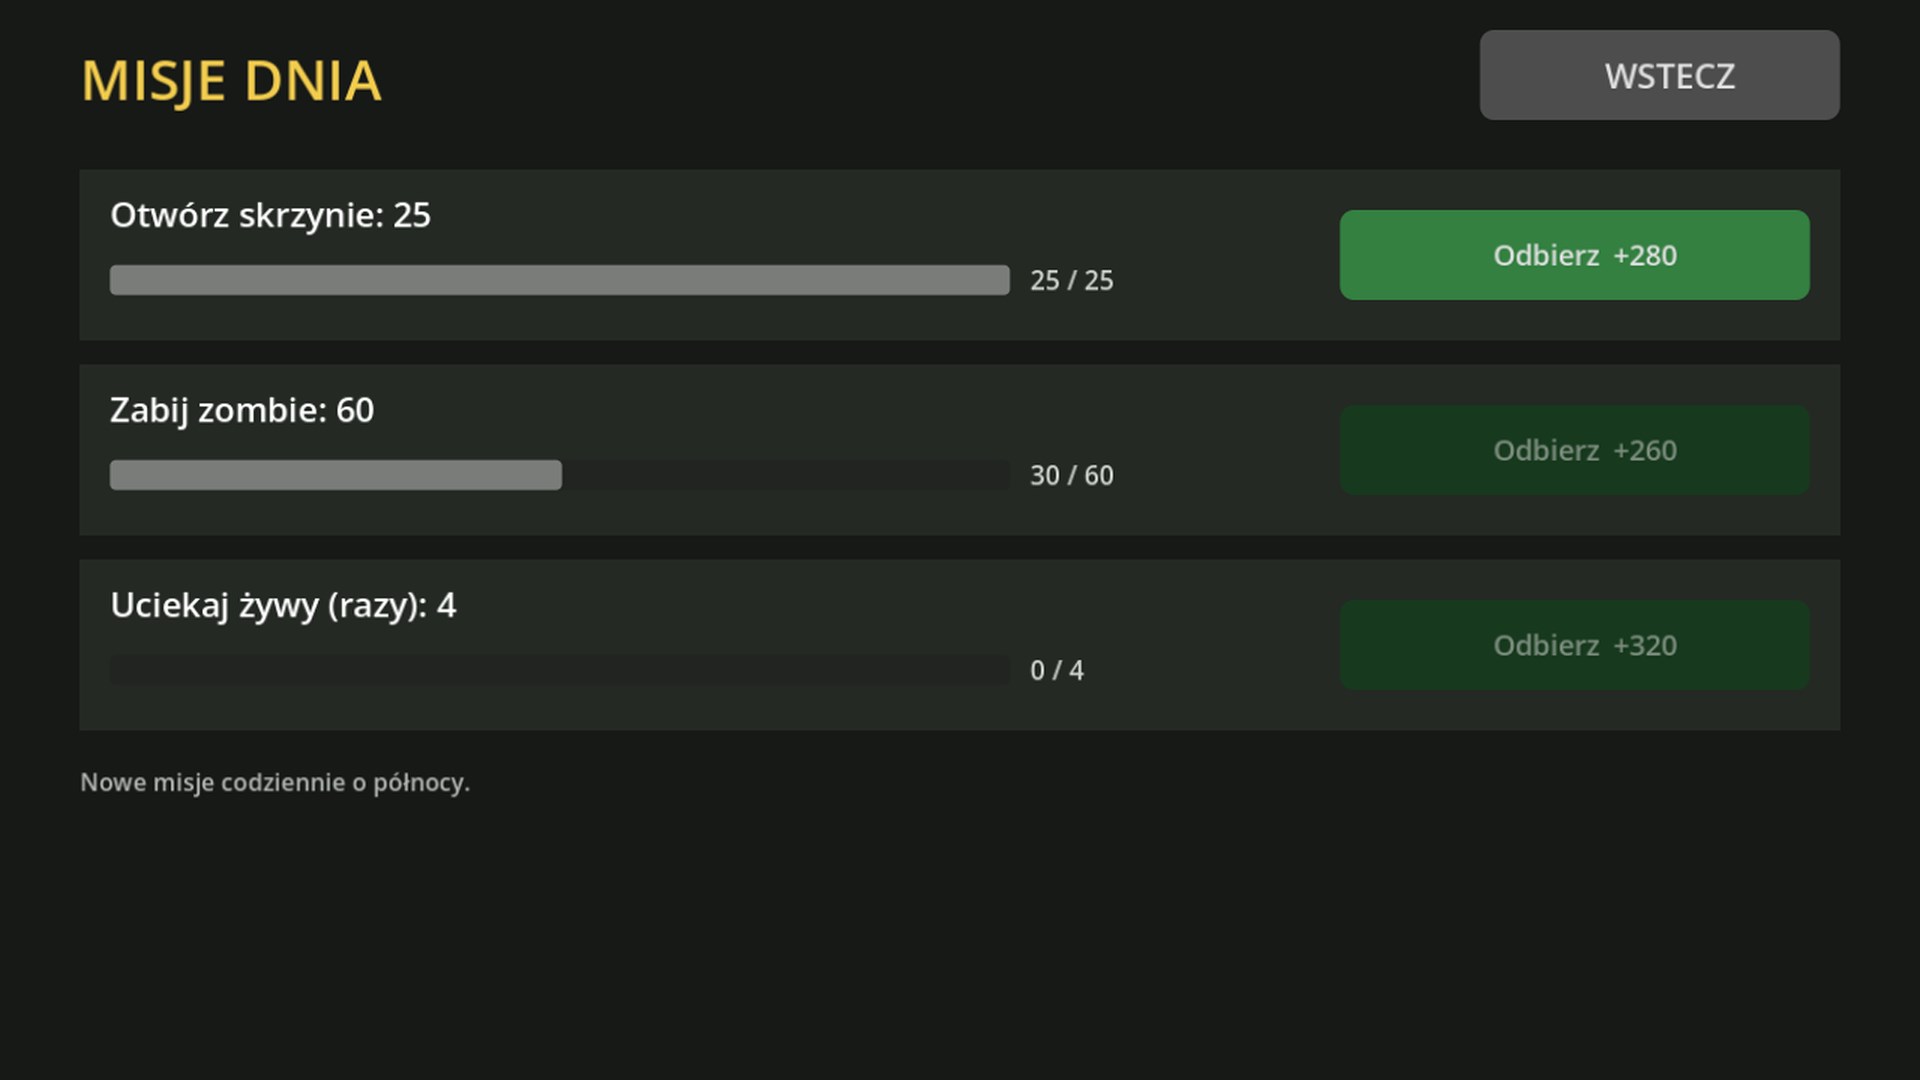 MISJE DNIA
WSTECZ
Otwórz skrzynie: 25
25 / 25
Odbierz +280
Zabij zombie: 60
30 / 60
Odbierz +260
Uciekaj żywy (razy): 4
0 / 4
Odbierz +320
Nowe misje codziennie o północy.